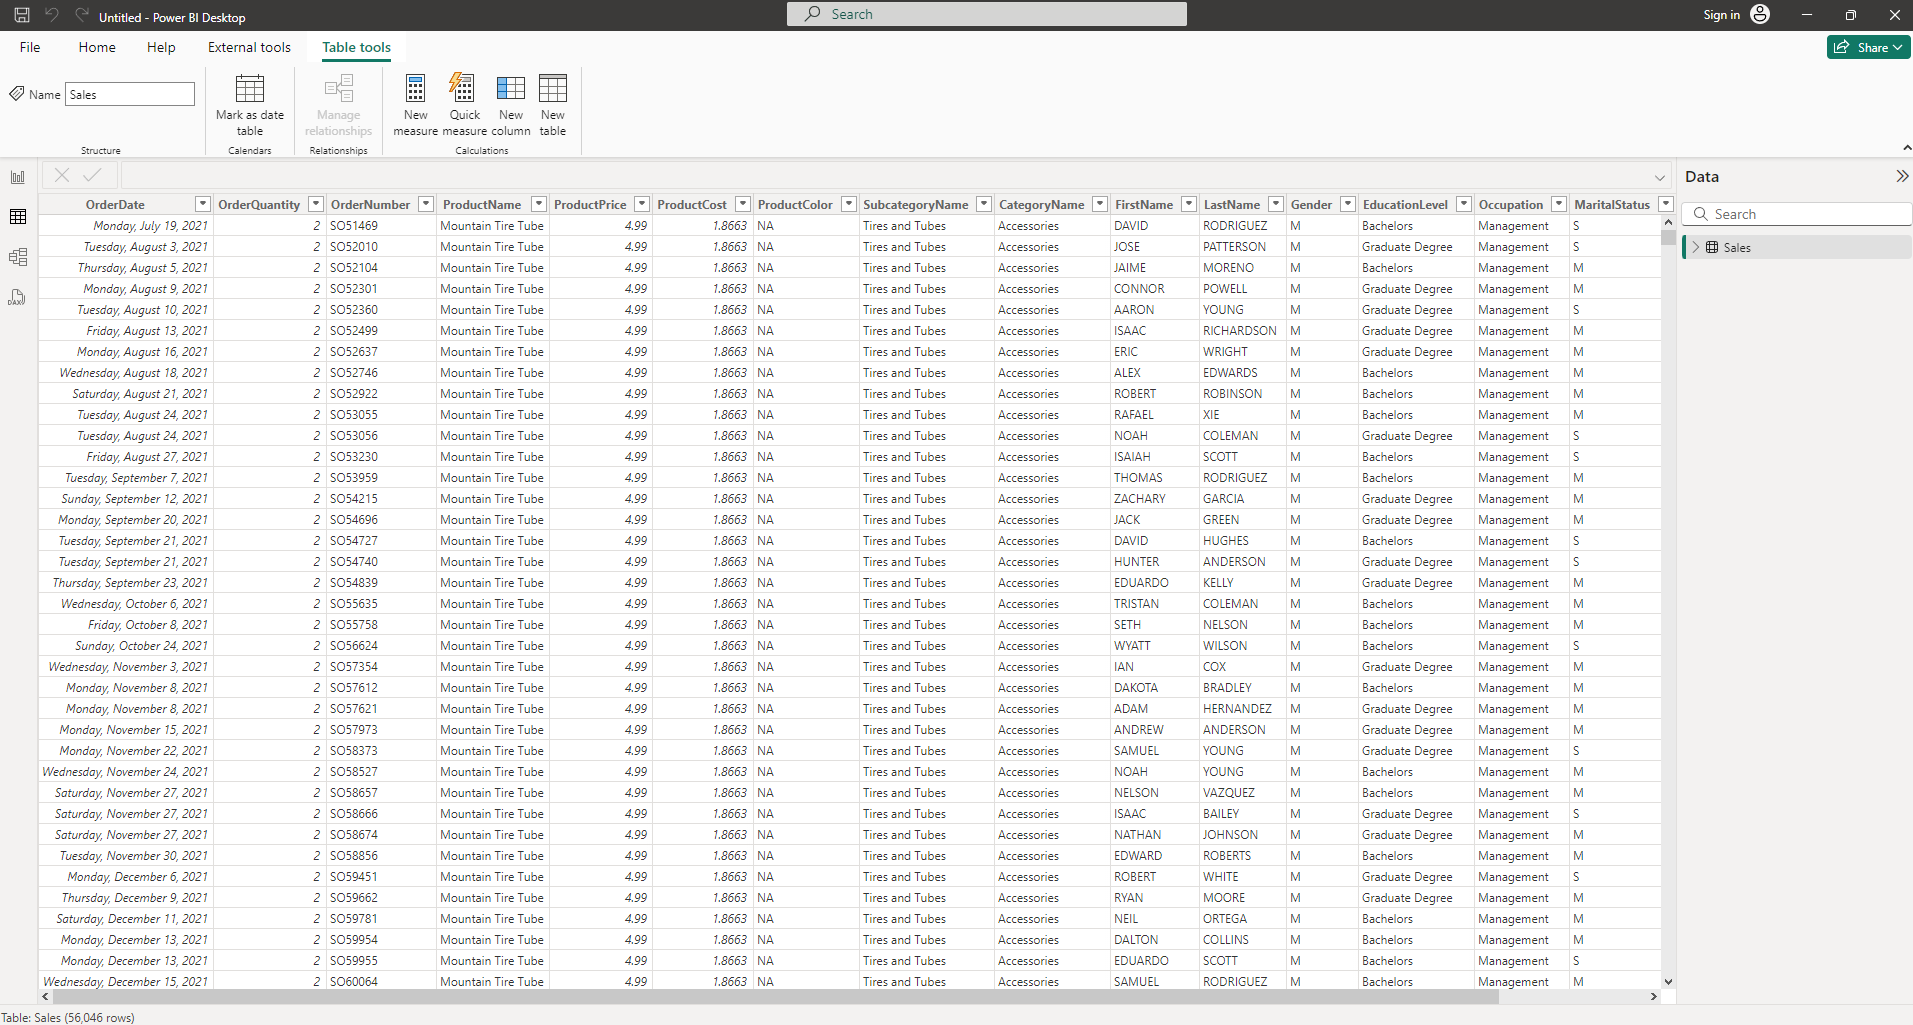 Untitled - Power BI Desktop Search Sign in
File Home Help External tools Table tools Share
Name Sales
Mark as date table
Manage relationships
New measure
Quick measure
New column
New table
Structure Calendars Relationships Calculations
Data
Search
Sales
OrderDate OrderQuantity OrderNumber ProductName ProductPrice ProductCost ProductColor SubcategoryName CategoryName FirstName LastName Gender EducationLevel Occupation MaritalStatus
Monday, July 19, 2021 2 SO51469 Mountain Tire Tube 4.99 1.8663 NA Tires and Tubes Accessories DAVID RODRIGUEZ M Bachelors Management S
Tuesday, August 3, 2021 2 SO52010 Mountain Tire Tube 4.99 1.8663 NA Tires and Tubes Accessories JOSE PATTERSON M Graduate Degree Management S
Thursday, August 5, 2021 2 SO52104 Mountain Tire Tube 4.99 1.8663 NA Tires and Tubes Accessories JAIME MORENO M Bachelors Management M
Monday, August 9, 2021 2 SO52301 Mountain Tire Tube 4.99 1.8663 NA Tires and Tubes Accessories CONNOR POWELL M Graduate Degree Management M
Tuesday, August 10, 2021 2 SO52360 Mountain Tire Tube 4.99 1.8663 NA Tires and Tubes Accessories AARON YOUNG M Graduate Degree Management S
Friday, August 13, 2021 2 SO52499 Mountain Tire Tube 4.99 1.8663 NA Tires and Tubes Accessories ISAAC RICHARDSON M Graduate Degree Management M
Monday, August 16, 2021 2 SO52637 Mountain Tire Tube 4.99 1.8663 NA Tires and Tubes Accessories ERIC WRIGHT M Graduate Degree Management M
Wednesday, August 18, 2021 2 SO52746 Mountain Tire Tube 4.99 1.8663 NA Tires and Tubes Accessories ALEX EDWARDS M Bachelors Management M
Saturday, August 21, 2021 2 SO52922 Mountain Tire Tube 4.99 1.8663 NA Tires and Tubes Accessories ROBERT ROBINSON M Bachelors Management M
Tuesday, August 24, 2021 2 SO53055 Mountain Tire Tube 4.99 1.8663 NA Tires and Tubes Accessories RAFAEL XIE M Bachelors Management M
Tuesday, August 24, 2021 2 SO53056 Mountain Tire Tube 4.99 1.8663 NA Tires and Tubes Accessories NOAH COLEMAN M Graduate Degree Management S
Friday, August 27, 2021 2 SO53230 Mountain Tire Tube 4.99 1.8663 NA Tires and Tubes Accessories ISAIAH SCOTT M Bachelors Management S
Tuesday, September 7, 2021 2 SO53959 Mountain Tire Tube 4.99 1.8663 NA Tires and Tubes Accessories THOMAS RODRIGUEZ M Bachelors Management M
Sunday, September 12, 2021 2 SO54215 Mountain Tire Tube 4.99 1.8663 NA Tires and Tubes Accessories ZACHARY GARCIA M Graduate Degree Management M
Monday, September 20, 2021 2 SO54696 Mountain Tire Tube 4.99 1.8663 NA Tires and Tubes Accessories JACK GREEN M Graduate Degree Management M
Tuesday, September 21, 2021 2 SO54727 Mountain Tire Tube 4.99 1.8663 NA Tires and Tubes Accessories DAVID HUGHES M Bachelors Management S
Tuesday, September 21, 2021 2 SO54740 Mountain Tire Tube 4.99 1.8663 NA Tires and Tubes Accessories HUNTER ANDERSON M Graduate Degree Management S
Thursday, September 23, 2021 2 SO54839 Mountain Tire Tube 4.99 1.8663 NA Tires and Tubes Accessories EDUARDO KELLY M Graduate Degree Management M
Wednesday, October 6, 2021 2 SO55635 Mountain Tire Tube 4.99 1.8663 NA Tires and Tubes Accessories TRISTAN COLEMAN M Bachelors Management M
Friday, October 8, 2021 2 SO55758 Mountain Tire Tube 4.99 1.8663 NA Tires and Tubes Accessories SETH NELSON M Bachelors Management M
Sunday, October 24, 2021 2 SO56624 Mountain Tire Tube 4.99 1.8663 NA Tires and Tubes Accessories WYATT WILSON M Bachelors Management S
Wednesday, November 3, 2021 2 SO57354 Mountain Tire Tube 4.99 1.8663 NA Tires and Tubes Accessories IAN COX M Graduate Degree Management M
Monday, November 8, 2021 2 SO57612 Mountain Tire Tube 4.99 1.8663 NA Tires and Tubes Accessories DAKOTA BRADLEY M Bachelors Management M
Monday, November 8, 2021 2 SO57621 Mountain Tire Tube 4.99 1.8663 NA Tires and Tubes Accessories ADAM HERNANDEZ M Graduate Degree Management M
Monday, November 15, 2021 2 SO57973 Mountain Tire Tube 4.99 1.8663 NA Tires and Tubes Accessories ANDREW ANDERSON M Graduate Degree Management M
Monday, November 22, 2021 2 SO58373 Mountain Tire Tube 4.99 1.8663 NA Tires and Tubes Accessories SAMUEL YOUNG M Graduate Degree Management S
Wednesday, November 24, 2021 2 SO58527 Mountain Tire Tube 4.99 1.8663 NA Tires and Tubes Accessories NOAH YOUNG M Bachelors Management M
Saturday, November 27, 2021 2 SO58657 Mountain Tire Tube 4.99 1.8663 NA Tires and Tubes Accessories NELSON VAZQUEZ M Bachelors Management M
Saturday, November 27, 2021 2 SO58666 Mountain Tire Tube 4.99 1.8663 NA Tires and Tubes Accessories ISAAC BAILEY M Graduate Degree Management S
Saturday, November 27, 2021 2 SO58674 Mountain Tire Tube 4.99 1.8663 NA Tires and Tubes Accessories NATHAN JOHNSON M Graduate Degree Management M
Tuesday, November 30, 2021 2 SO58856 Mountain Tire Tube 4.99 1.8663 NA Tires and Tubes Accessories EDWARD ROBERTS M Bachelors Management M
Monday, December 6, 2021 2 SO59451 Mountain Tire Tube 4.99 1.8663 NA Tires and Tubes Accessories ROBERT WHITE M Graduate Degree Management S
Thursday, December 9, 2021 2 SO59662 Mountain Tire Tube 4.99 1.8663 NA Tires and Tubes Accessories RYAN MOORE M Graduate Degree Management M
Saturday, December 11, 2021 2 SO59781 Mountain Tire Tube 4.99 1.8663 NA Tires and Tubes Accessories NEIL ORTEGA M Bachelors Management M
Monday, December 13, 2021 2 SO59954 Mountain Tire Tube 4.99 1.8663 NA Tires and Tubes Accessories DALTON COLLINS M Bachelors Management M
Monday, December 13, 2021 2 SO59955 Mountain Tire Tube 4.99 1.8663 NA Tires and Tubes Accessories EDUARDO SCOTT M Bachelors Management S
Wednesday, December 15, 2021 2 SO60064 Mountain Tire Tube 4.99 1.8663 NA Tires and Tubes Accessories SAMUEL RODRIGUEZ M Bachelors Management M
Table: Sales (56,046 rows)